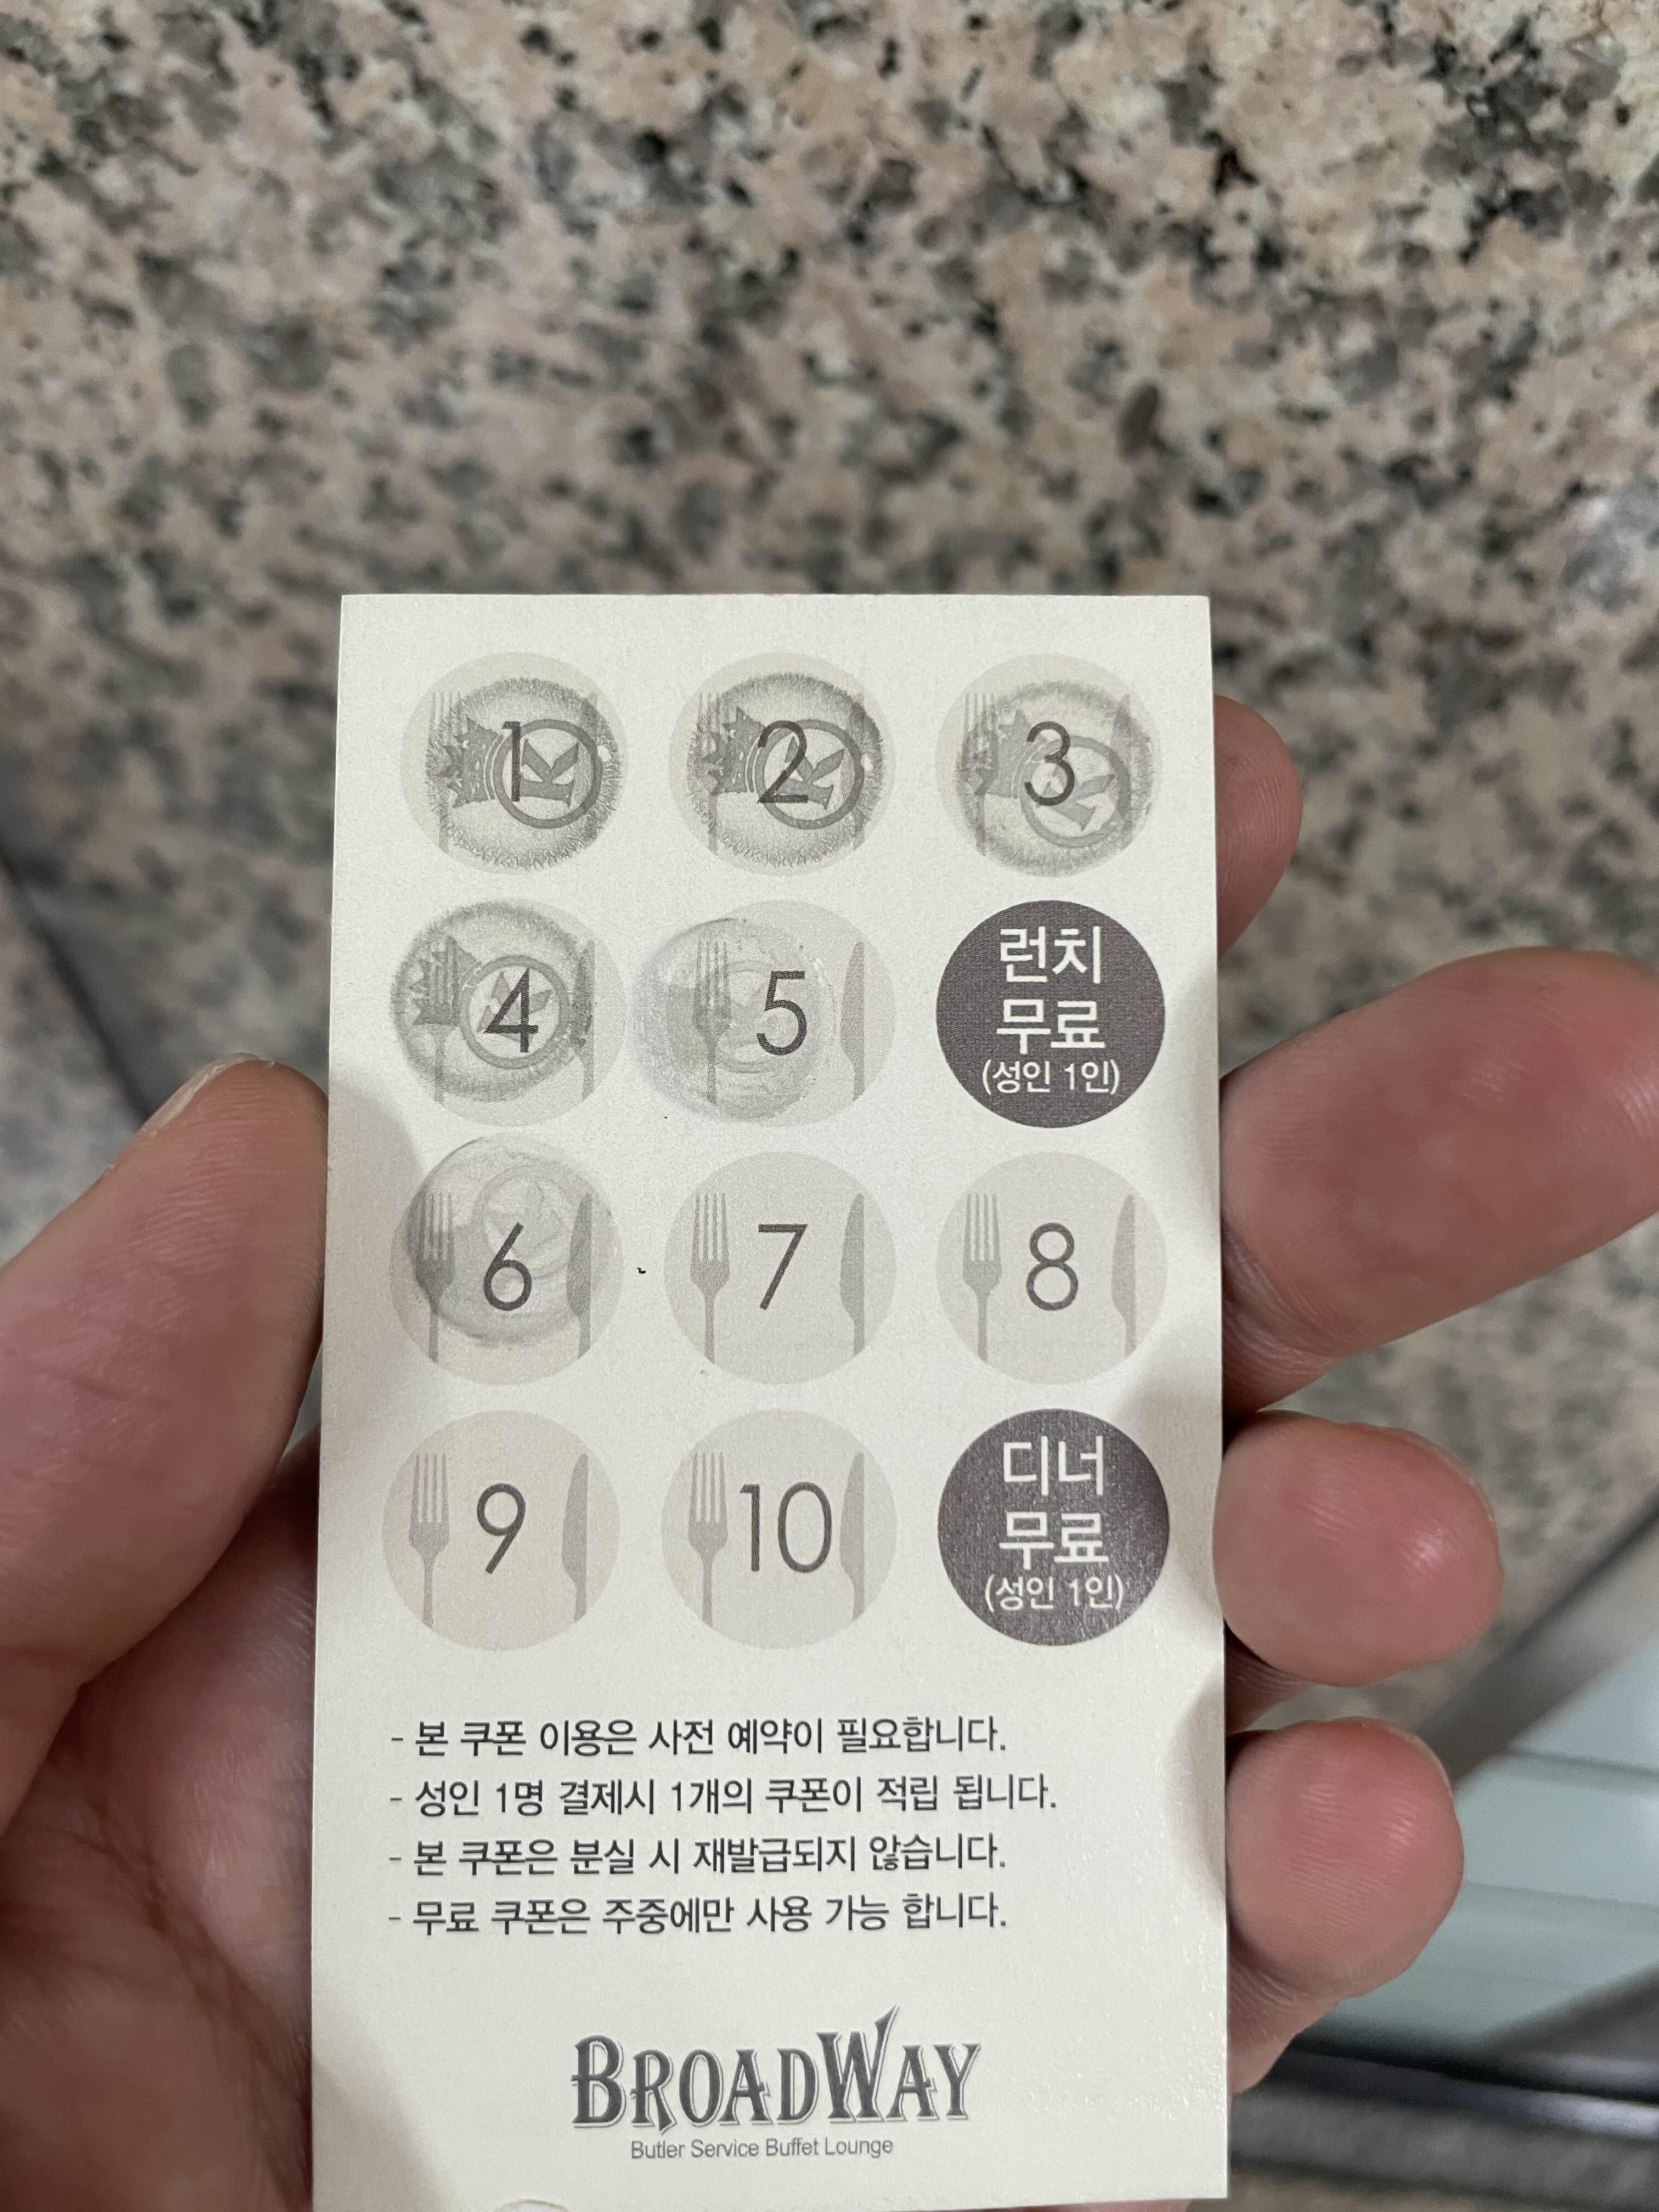 1 2 3
4 5 런치
무료
(성인 1인)
6 7 8
9 10 디너
무료
(성인 1인)
- 본 쿠폰 이용은 사전 예약이 필요합니다.
- 성인 1명 결제시 1개의 쿠폰이 적립 됩니다.
- 본 쿠폰은 분실 시 재발급되지 않습니다.
- 무료 쿠폰은 주중에만 사용 가능 합니다.
BROADWAY
Butler Service Buffet Lounge